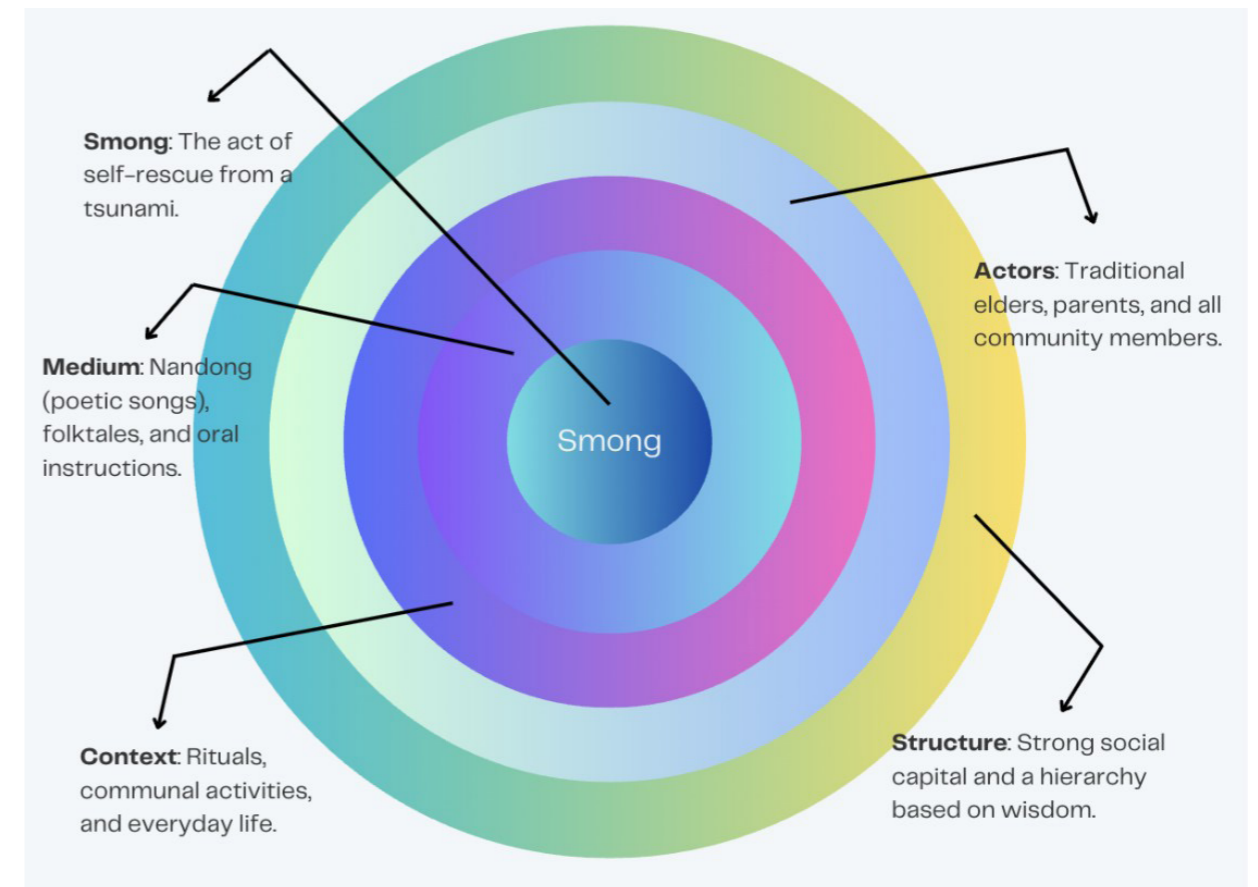 Smong: The act of
self-rescue from a
tsunami.
Actors: Traditional
elders, parents, and all
community members.
Medium: Nandong
(poetic songs),
folktales, and oral
instructions.
Smong
Context: Rituals,
communal activities,
and everyday life.
Structure: Strong social
capital and a hierarchy
based on wisdom.